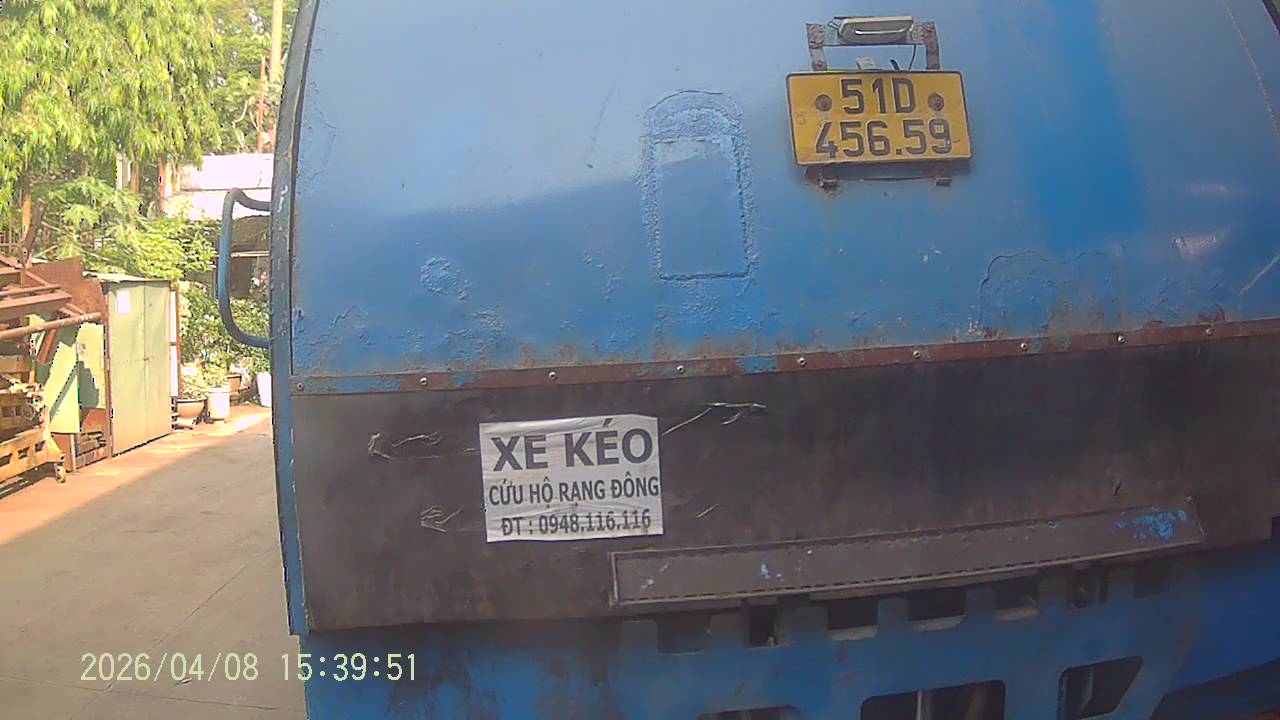 51D
456.59
XE KÉO
CỨU HỘ RẠNG ĐÔNG
ĐT : 0948.116.116
2026/04/08 15:39:51